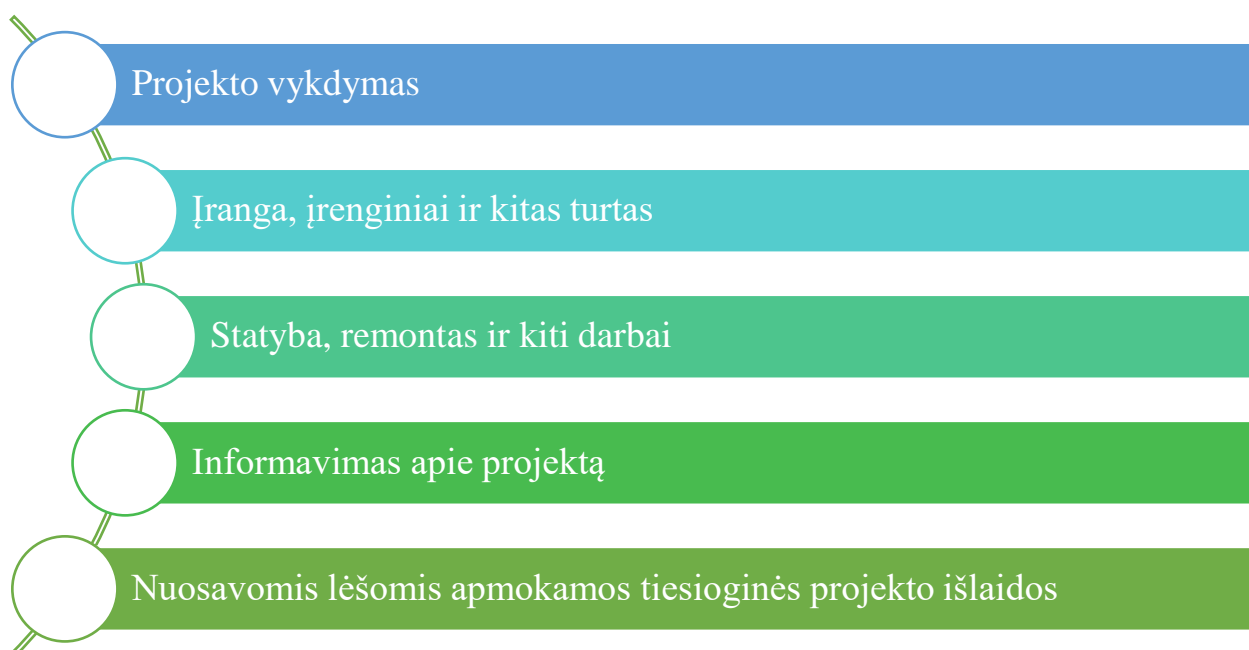 Projekto vykdymas
Įranga, įrenginiai ir kitas turtas
Statyba, remontas ir kiti darbai
Informavimas apie projektą
Nuosavomis lėšomis apmokamos tiesioginės projekto išlaidos